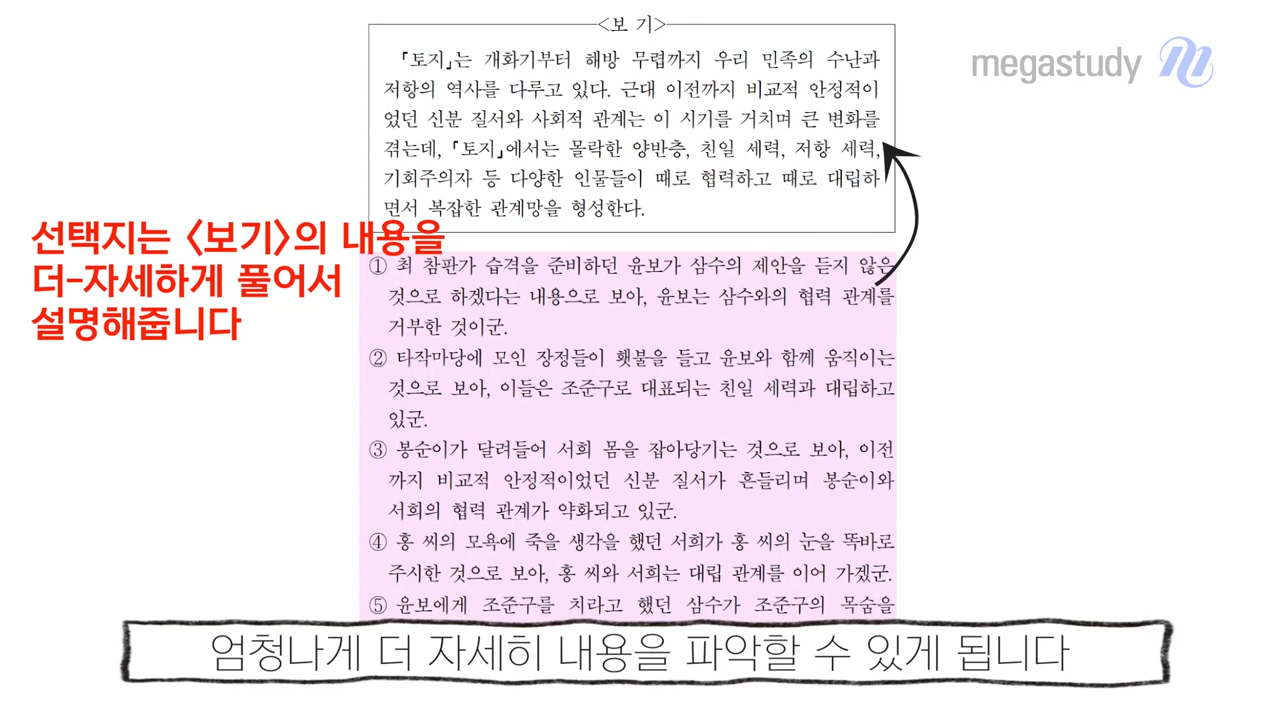 <보 기>
『토지』는 개화기부터 해방 무렵까지 우리 민족의 수난과
저항의 역사를 다루고 있다. 근대 이전까지 비교적 안정적이
었던 신분 질서와 사회적 관계는 이 시기를 거치며 큰 변화를
겪는데, 『토지』에서는 몰락한 양반층, 친일 세력, 저항 세력,
기회주의자 등 다양한 인물들이 때로 협력하고 때로 대립하
면서 복잡한 관계망을 형성한다.
megastudy
선택지는 <보기>의 내용을
더-자세하게 풀어서
설명해줍니다
① 최 참판가 습격을 준비하던 윤보가 삼수의 제안을 듣지 않은
것으로 하겠다는 내용으로 보아, 윤보는 삼수와의 협력 관계를
거부한 것이군.
② 타작마당에 모인 장정들이 횃불을 들고 윤보와 함께 움직이는
것으로 보아, 이들은 조준구로 대표되는 친일 세력과 대립하고
있군.
③ 봉순이가 달려들어 서희 몸을 잡아당기는 것으로 보아, 이전
까지 비교적 안정적이었던 신분 질서가 흔들리며 봉순이와
서희의 협력 관계가 약화되고 있군.
④ 홍 씨의 모욕에 죽을 생각을 했던 서희가 홍 씨의 눈을 똑바로
주시한 것으로 보아, 홍 씨와 서희는 대립 관계를 이어 가겠군.
⑤ 윤보에게 조준구를 치라고 했던 삼수가 조준구의 목숨을
엄청나게 더 자세히 내용을 파악할 수 있게 됩니다